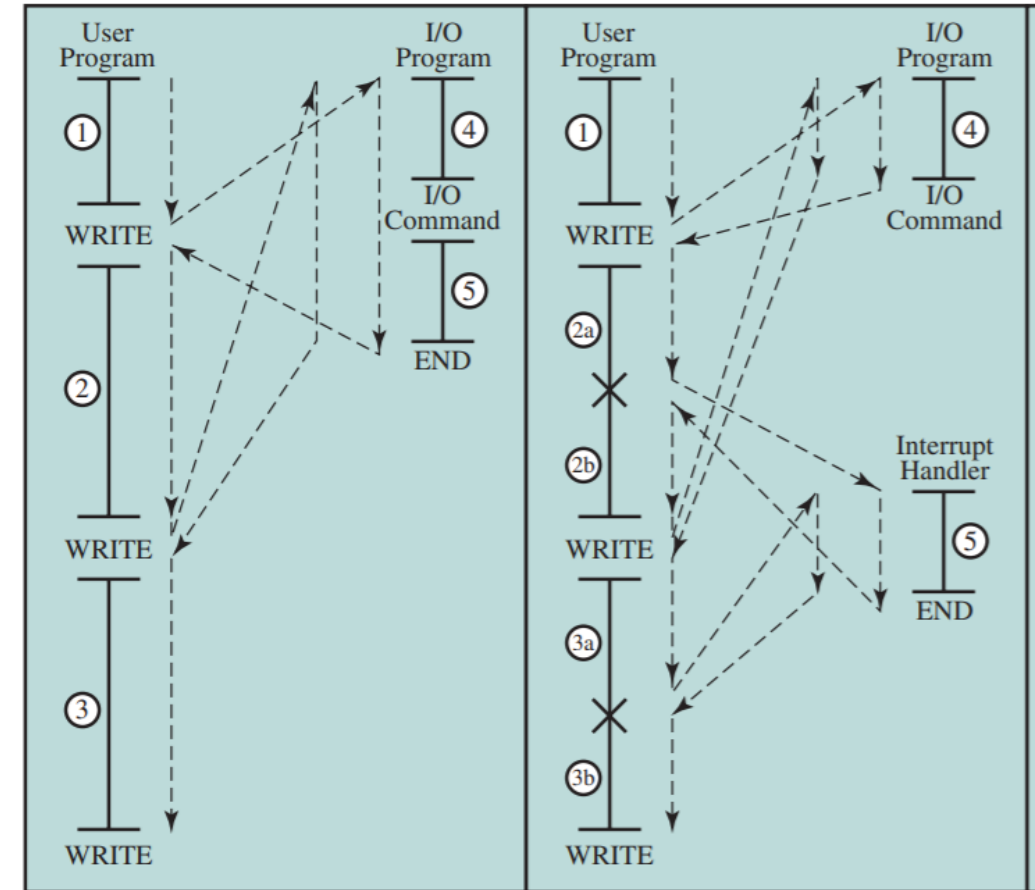 User
Program
I/O
Program
1
4
I/O
Command
WRITE
5
END
2
WRITE
3
WRITE
User
Program
I/O
Program
1
4
I/O
Command
WRITE
2a
2b
Interrupt
Handler
WRITE
5
END
3a
3b
WRITE